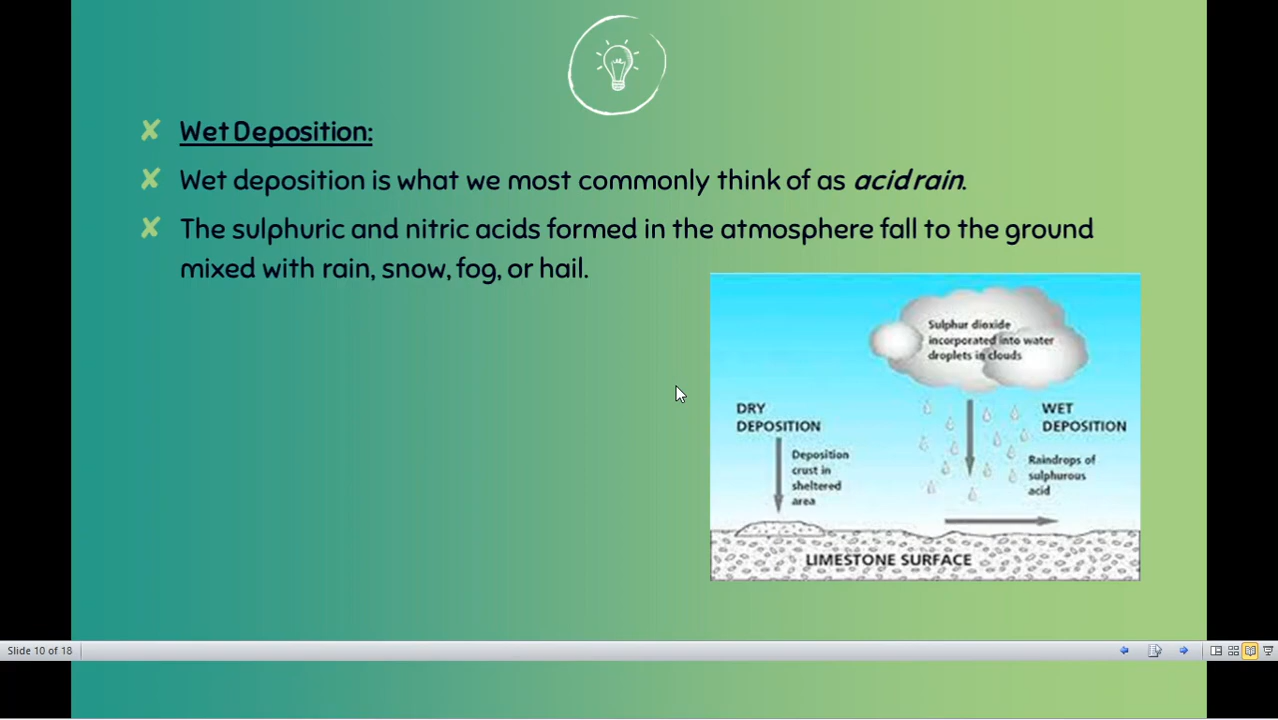 Wet Deposition:
Wet deposition is what we most commonly think of as acid rain.
The sulphuric and nitric acids formed in the atmosphere fall to the ground
mixed with rain, snow, fog, or hail.
Sulphur dioxide
incorporated into water
droplets in clouds
DRY
DEPOSITION
Deposition
crust in
sheltered
area
WET
DEPOSITION
Raindrops of
sulphurous
acid
LIMESTONE SURFACE
Slide 10 of 18